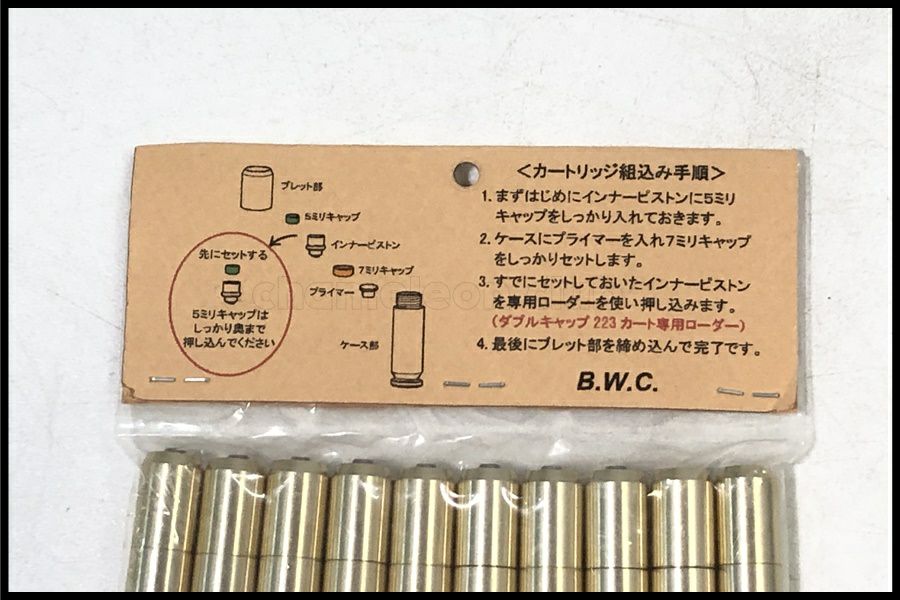 ブレット部
5ミリキャップ
インナーピストン
先にセットする
7ミリキャップ
プライマー
5ミリキャップは
しっかり奥まで
押し込んでください
ケース部
＜カートリッジ組込み手順＞
1. まずはじめにインナーピストンに5ミリ
キャップをしっかり入れておきます。
2. ケースにプライマーを入れ7ミリキャップ
をしっかりセットします。
3. すでにセットしておいたインナーピストン
を専用ローダーを使い押し込みます。
(ダブルキャップ 223 カート専用ローダー)
4. 最後にブレット部を締め込んで完了です。
B.W.C.